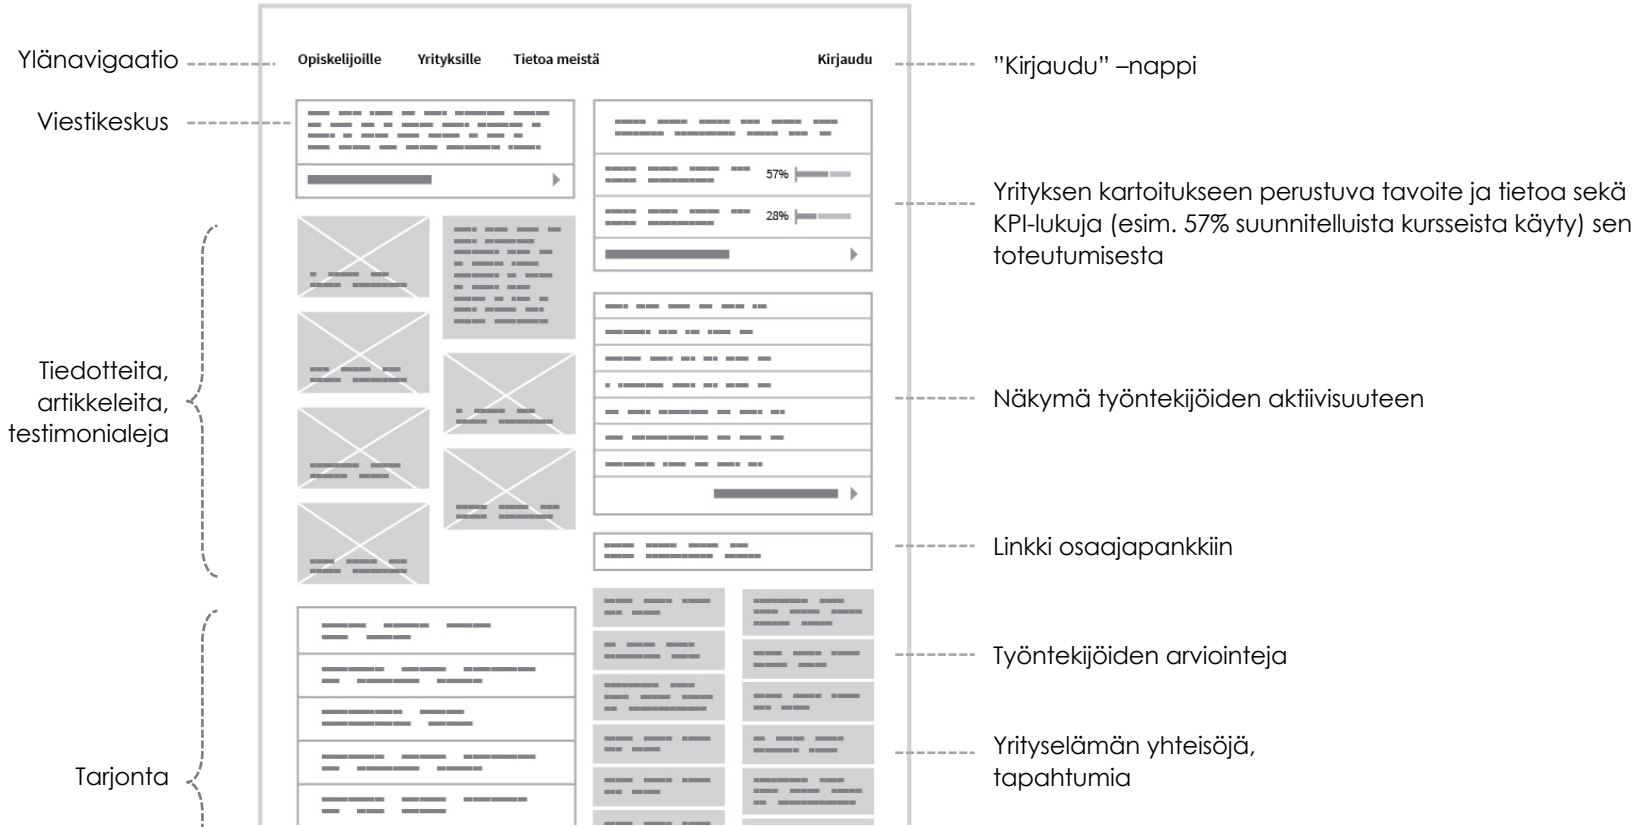 Ylänavigaatio
Viestikeskus
Tiedotteita,
artikkeleita,
testimonialeja
Tarjonta
Opiskelijoille
Yrityksille
Tietoa meistä
Kirjaudu
57%
28%
”Kirjaudu” –nappi
Yrityksen kartoitukseen perustuva tavoite ja tietoa sekä
KPI-lukuja (esim. 57% suunnitelluista kursseista käyty) sen
toteutumisesta
Näkymä työntekijöiden aktiivisuuteen
Linkki osaajapankkiin
Työntekijöiden arviointeja
Yrityselämän yhteisöjä,
tapahtumia